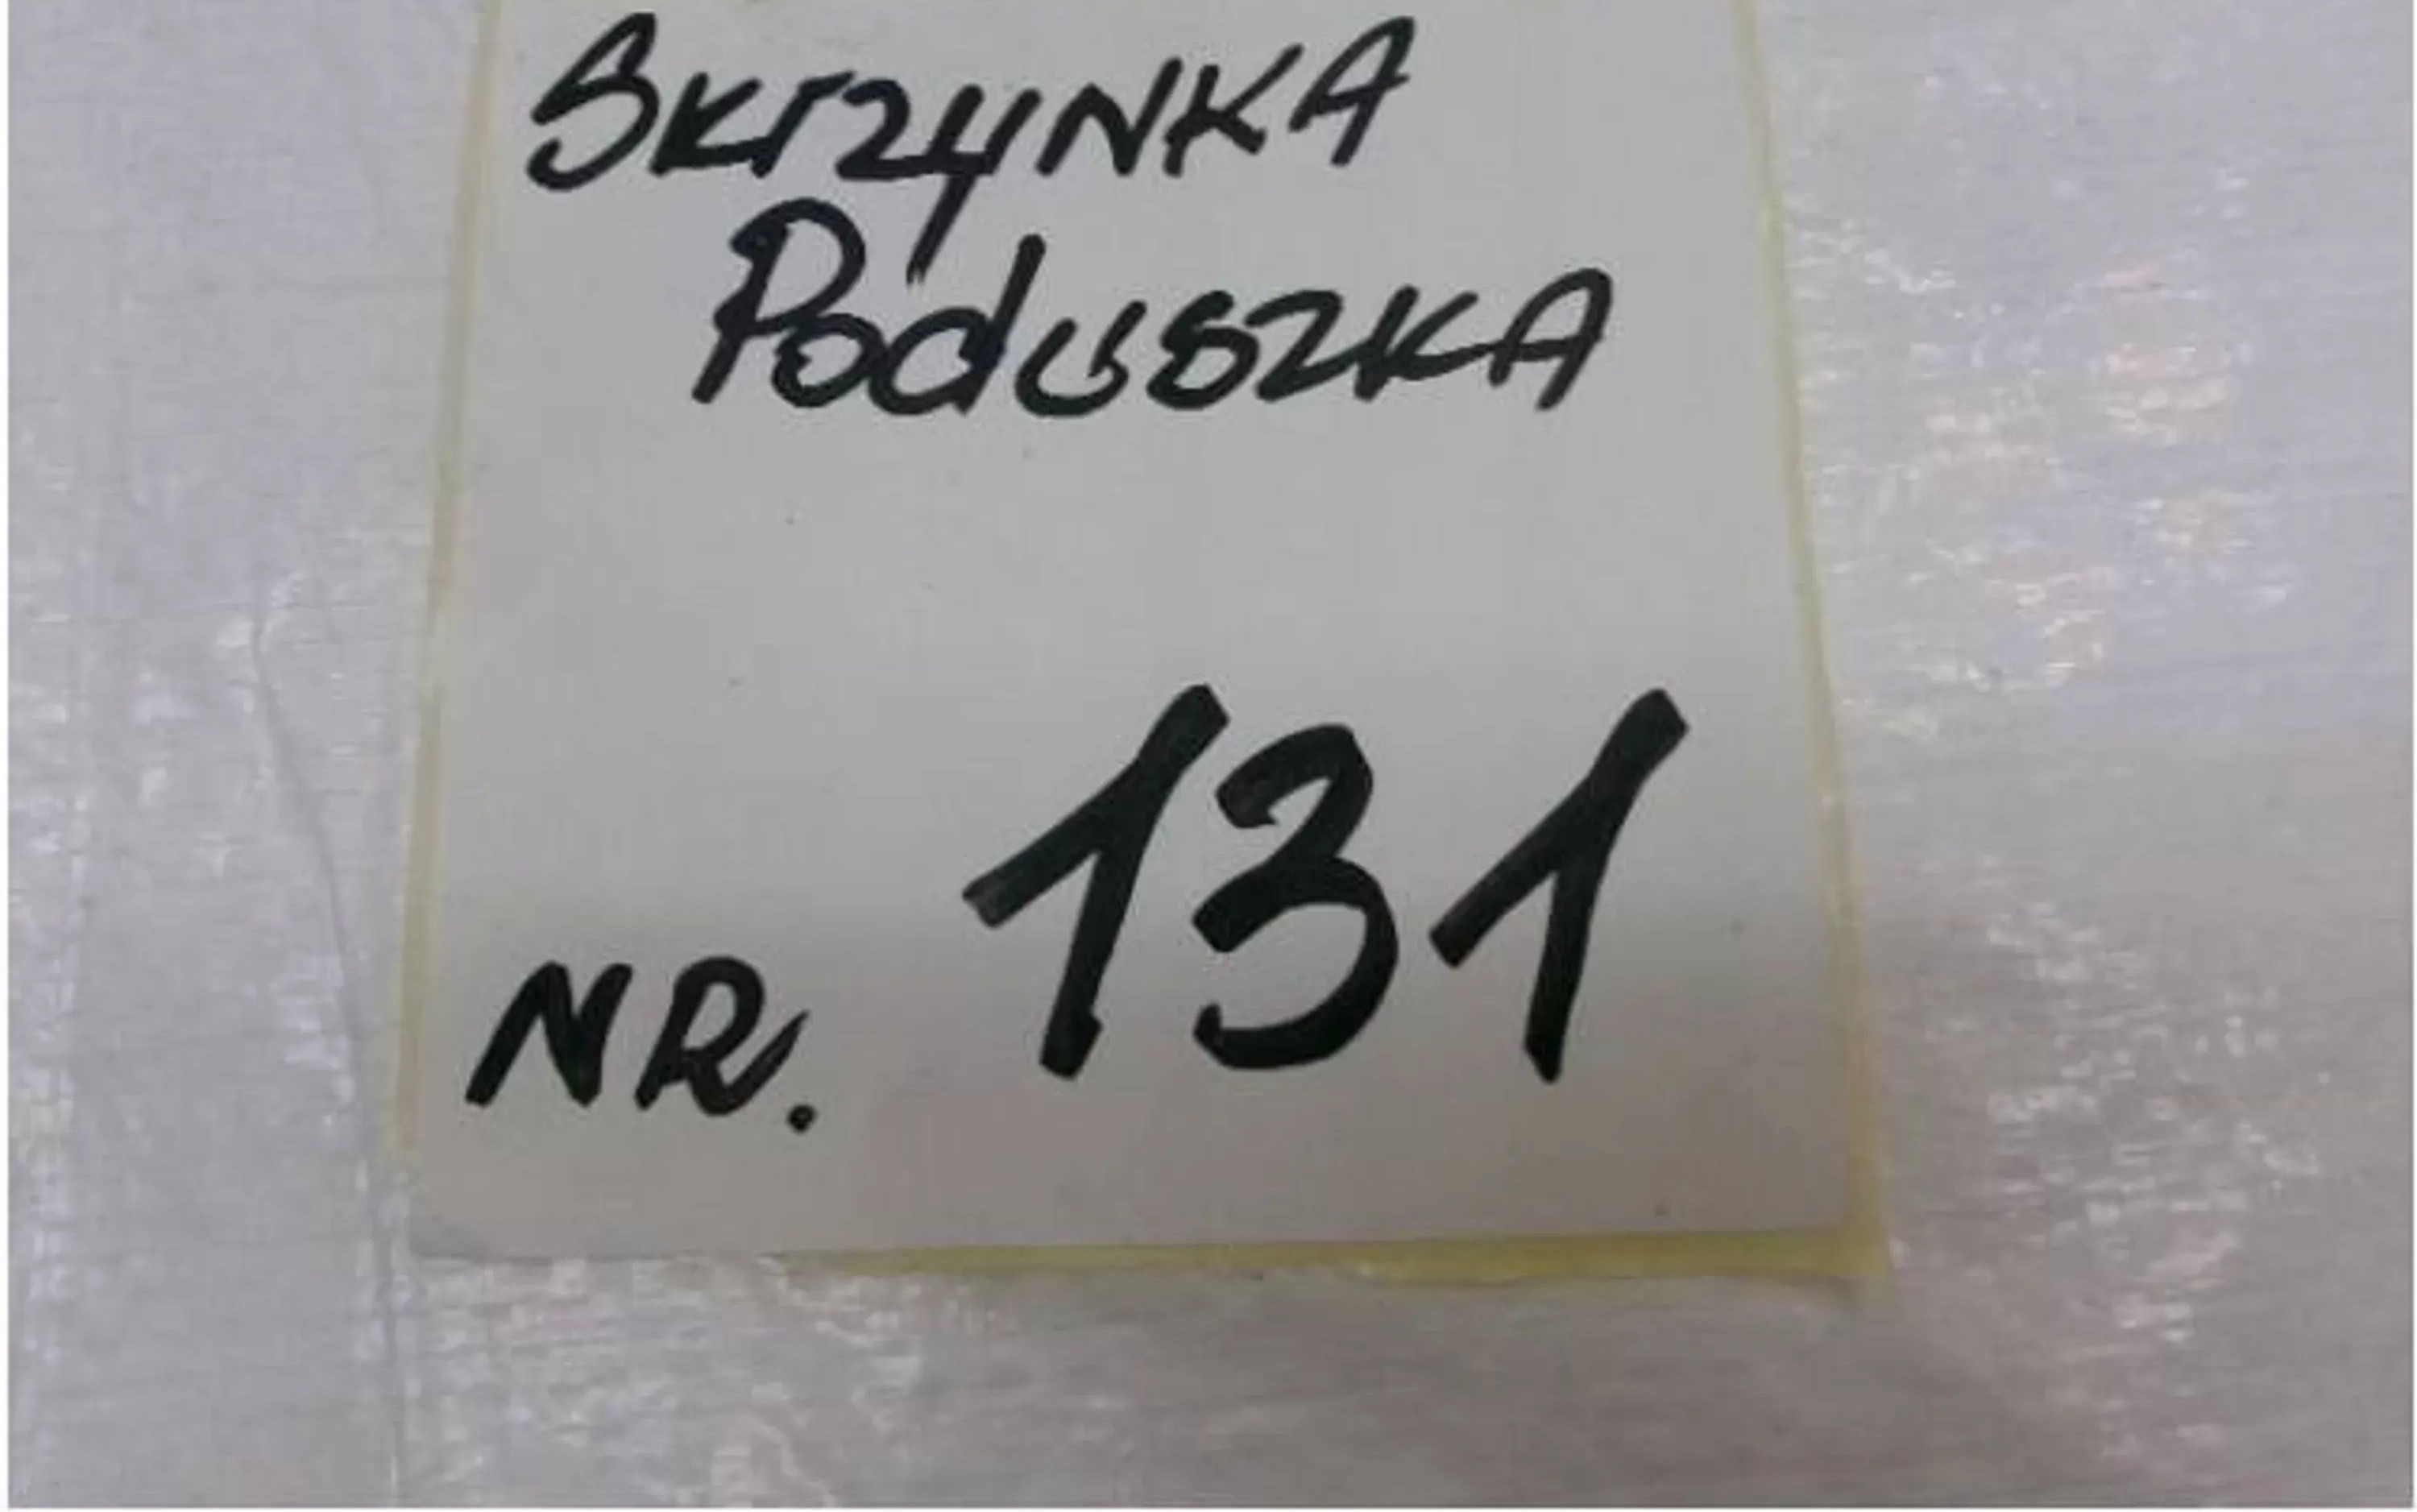 SKrZYNKA
PodUSZKA
NR. 131